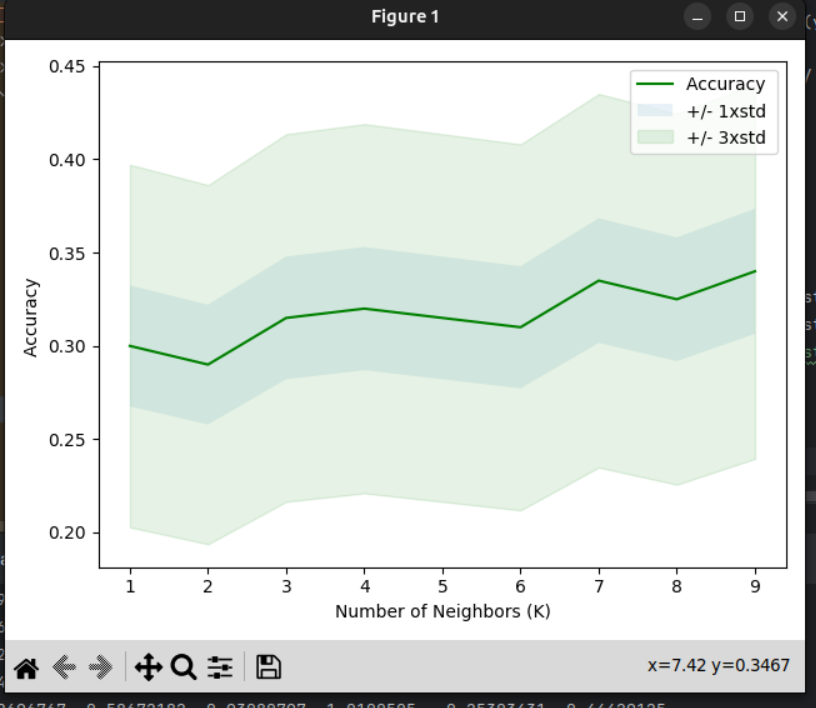 Figure 1
Accuracy
+/- 1xstd
+/- 3xstd
0.45
0.40
0.35
0.30
0.25
0.20
Accuracy
1 2 3 4 5 6 7 8 9
Number of Neighbors (K)
x=7.42 y=0.3467